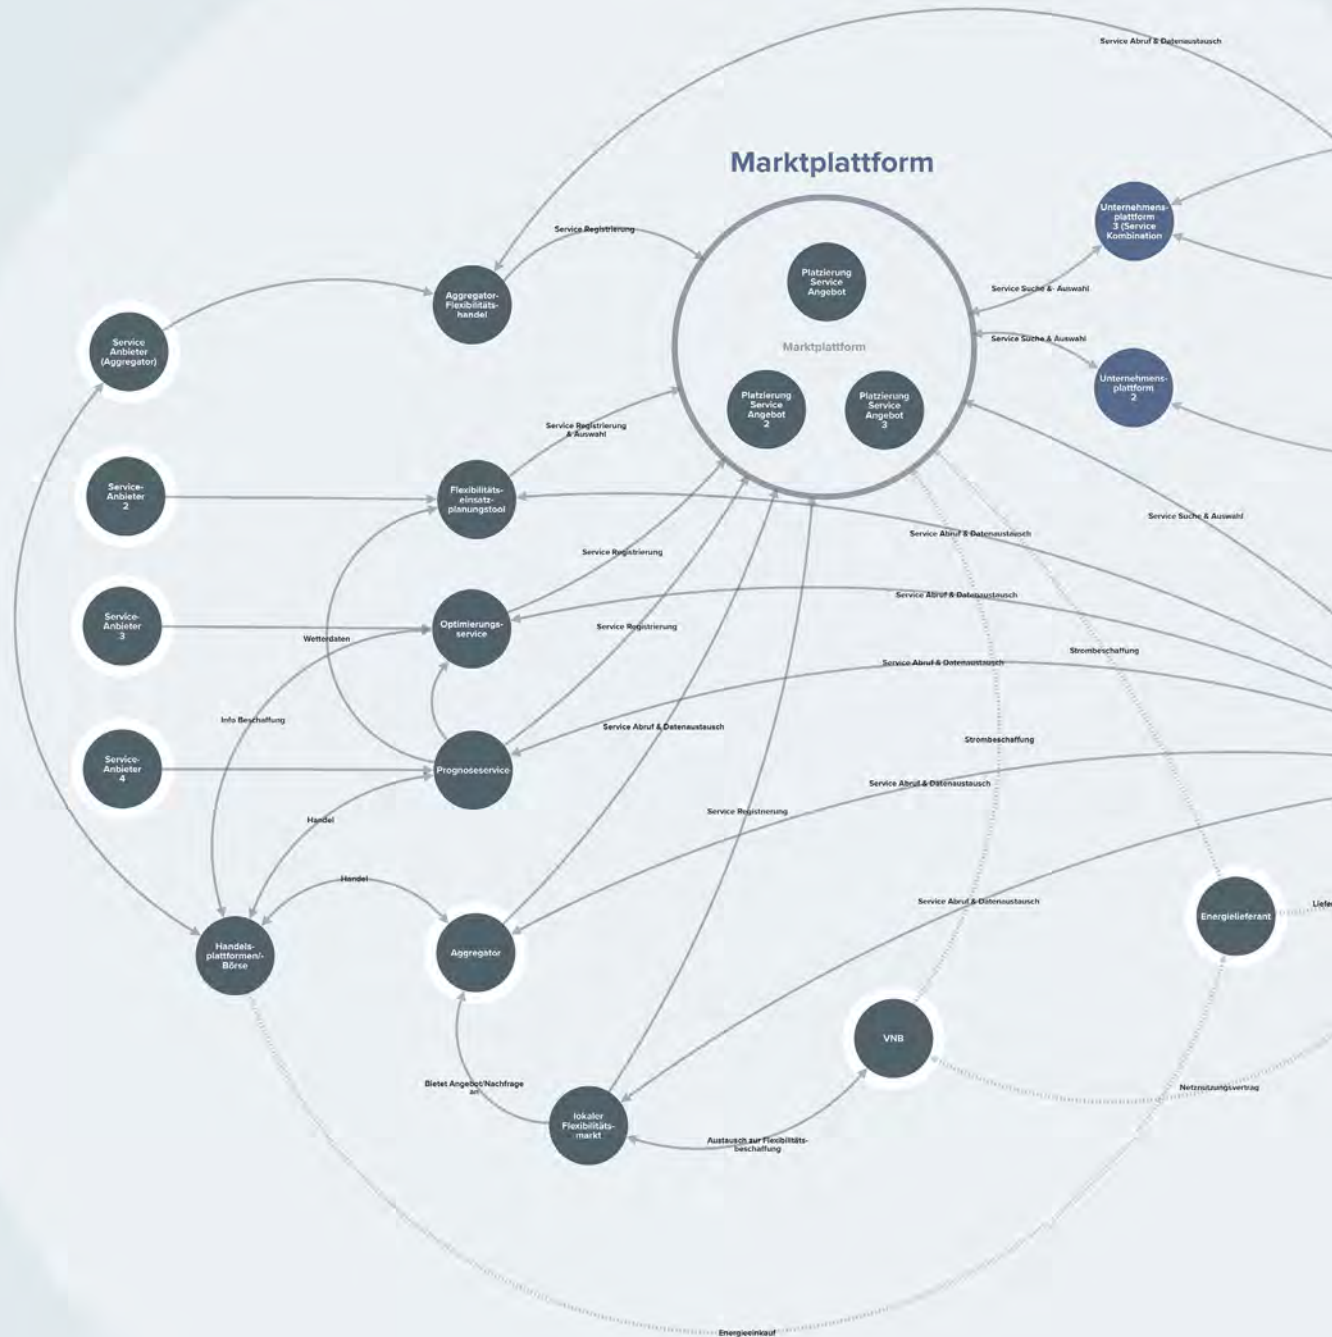 Service Abruf & Datenaustausch
Marktplattform
Unternehmens-
plattform
3 (Service
Kombination
Service Registrierung
Platzierung
Service
Angebot
Aggregator-
Flexibilitäts-
handel
Service Suche & Auswahl
Service
Anbieter
(Aggregator)
Marktplattform
Service Suche & Auswahl
Unternehmens-
plattform
2
Platzierung
Service
Angebot
2
Platzierung
Service
Angebot
3
Service Registrierung
& Auswahl
Service-
Anbieter
2
Flexibilitäts-
einsatz-
planungstool
Service Suche & Auswahl
Service Abruf & Datenaustausch
Service Registrierung
Service Abruf & Datenaustausch
Service-
Anbieter
3
Optimierungs-
service
Service Registrierung
Wetterdaten
Strombeschaffung
Service Abruf & Datenaustausch
Info Beschaffung
Service Abruf & Datenaustausch
Strombeschaffung
Service-
Anbieter
4
Prognoseservice
Service Abruf & Datenaustausch
Service Registrierung
Handel
Handel
Service Abruf & Datenaustausch
Liefe
Energielieferant
Handels-
plattformen/-
Börse
Aggregator
VNB
Bietet Angebot/Nachfrage
an
Netznutzungsvertrag
lokaler
Flexibilitäts-
markt
Austausch zur Flexibilitäts-
beschaffung
Energieeinkauf